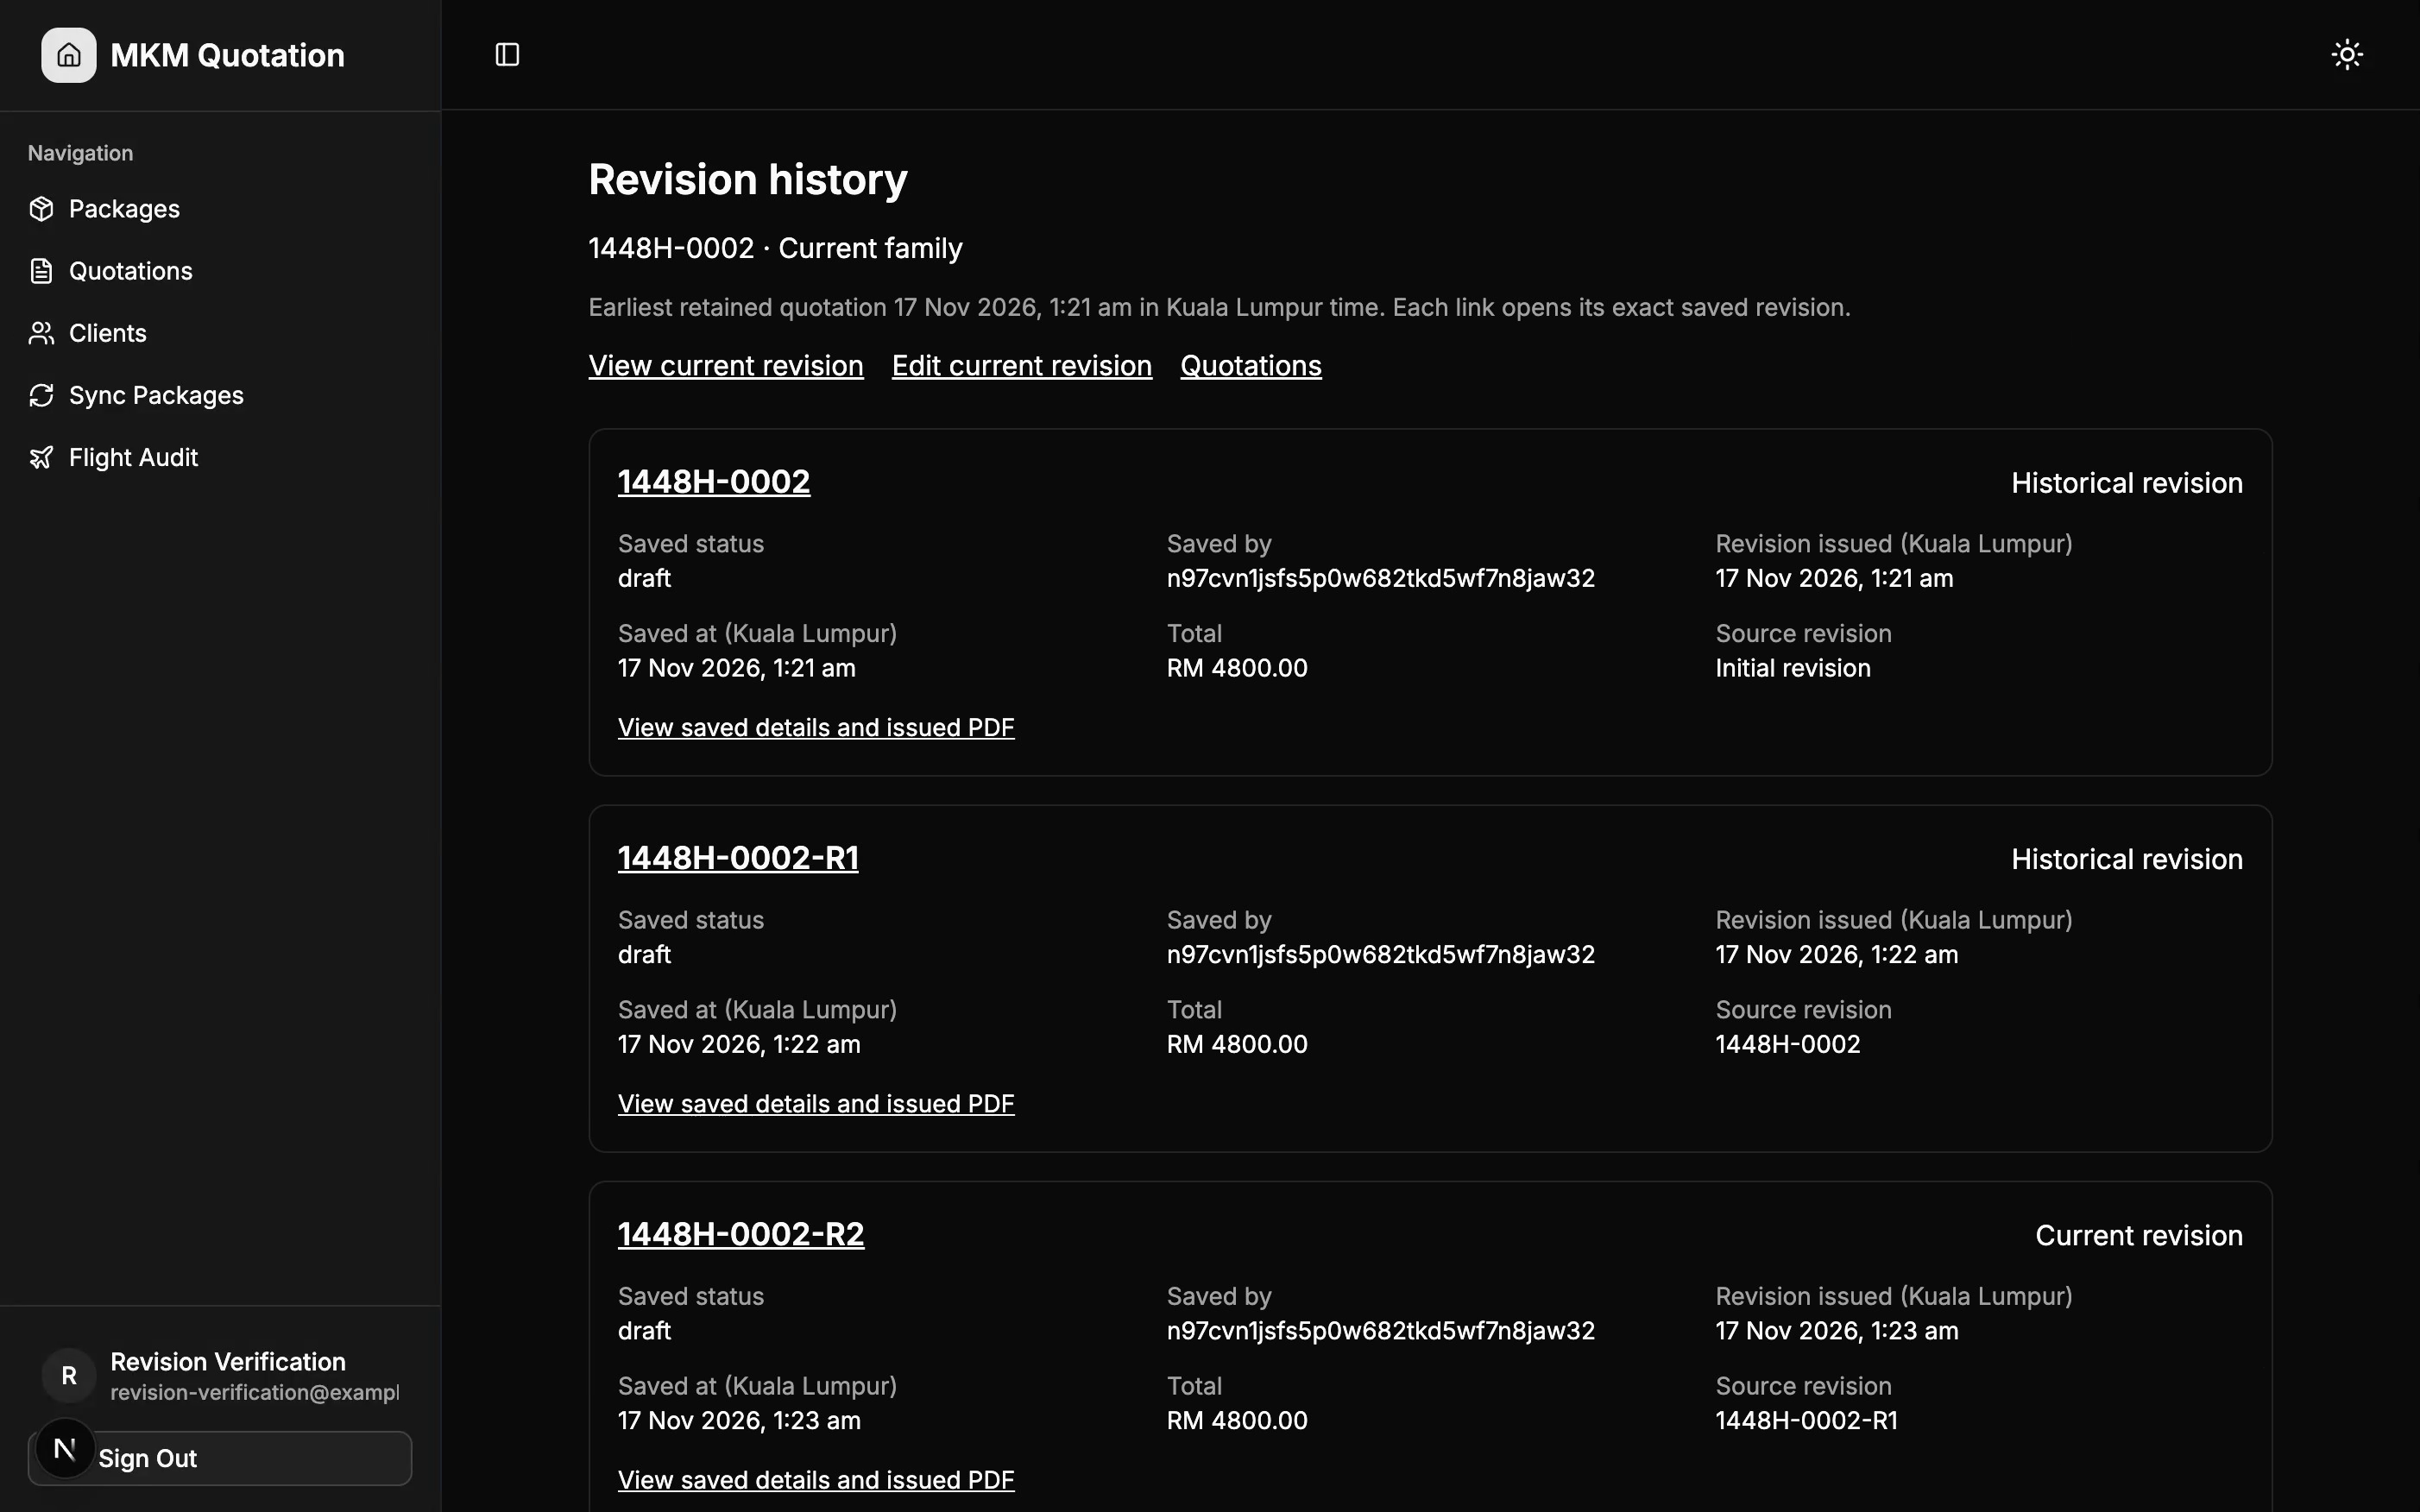 MKM Quotation
Navigation
Packages
Quotations
Clients
Sync Packages
Flight Audit
Revision history
1448H-0002 · Current family
Earliest retained quotation 17 Nov 2026, 1:21 am in Kuala Lumpur time. Each link opens its exact saved revision.
View current revision Edit current revision Quotations
1448H-0002 Historical revision
Saved status Saved by Revision issued (Kuala Lumpur)
draft n97cvn1jsfs5p0w682tkd5wf7n8jaw32 17 Nov 2026, 1:21 am
Saved at (Kuala Lumpur) Total Source revision
17 Nov 2026, 1:21 am RM 4800.00 Initial revision
View saved details and issued PDF
1448H-0002-R1 Historical revision
Saved status Saved by Revision issued (Kuala Lumpur)
draft n97cvn1jsfs5p0w682tkd5wf7n8jaw32 17 Nov 2026, 1:22 am
Saved at (Kuala Lumpur) Total Source revision
17 Nov 2026, 1:22 am RM 4800.00 1448H-0002
View saved details and issued PDF
1448H-0002-R2 Current revision
Saved status Saved by Revision issued (Kuala Lumpur)
draft n97cvn1jsfs5p0w682tkd5wf7n8jaw32 17 Nov 2026, 1:23 am
Saved at (Kuala Lumpur) Total Source revision
17 Nov 2026, 1:23 am RM 4800.00 1448H-0002-R1
View saved details and issued PDF
R
Revision Verification
revision-verification@exampl
N
Sign Out